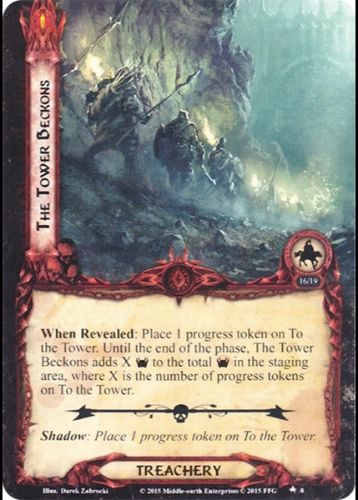 THE TOWER BECKONS
16/19
When Revealed: Place 1 progress token on To
the Tower. Until the end of the phase, The Tower
Beckons adds X to the total in the staging
area, where X is the number of progress tokens
on To the Tower.
Shadow: Place 1 progress token on To the Tower.
TREACHERY
Illus. Darek Zabrocki
© 2015 Middle-earth Enterprises © 2015 FFG
8